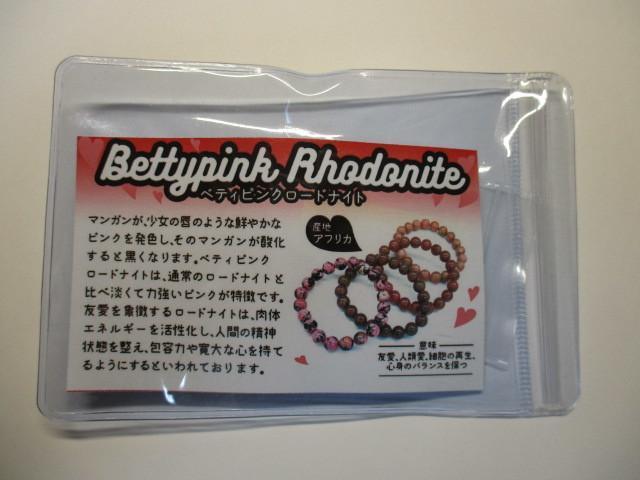 Bettypink Rhodonite
ベティピンクロードナイト
マンガンが、少女の唇のような鮮やかな
ピンクを発色し、そのマンガンが酸化
すると黒くなります。ベティピンク
ロードナイトは、通常のロードナイトと
比べ淡くて力強いピンクが特徴です。
友愛を象徴するロードナイトは、肉体
エネルギーを活性化し、人間の精神
状態を整え、包容力や寛大な心を持て
るようにするといわれております。
産地
アフリカ
意味
友愛、人類愛、細胞の再生、
心身のバランスを保つ